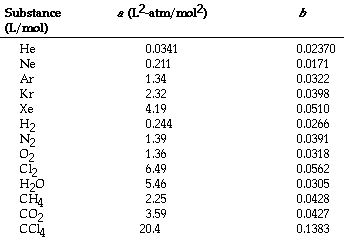 Substance a (L²-atm/mol²) b
(L/mol)
He 0.0341 0.02370
Ne 0.211 0.0171
Ar 1.34 0.0322
Kr 2.32 0.0398
Xe 4.19 0.0510
H₂ 0.244 0.0266
N₂ 1.39 0.0391
O₂ 1.36 0.0318
Cl₂ 6.49 0.0562
H₂O 5.46 0.0305
CH₄ 2.25 0.0428
CO₂ 3.59 0.0427
CCl₄ 20.4 0.1383